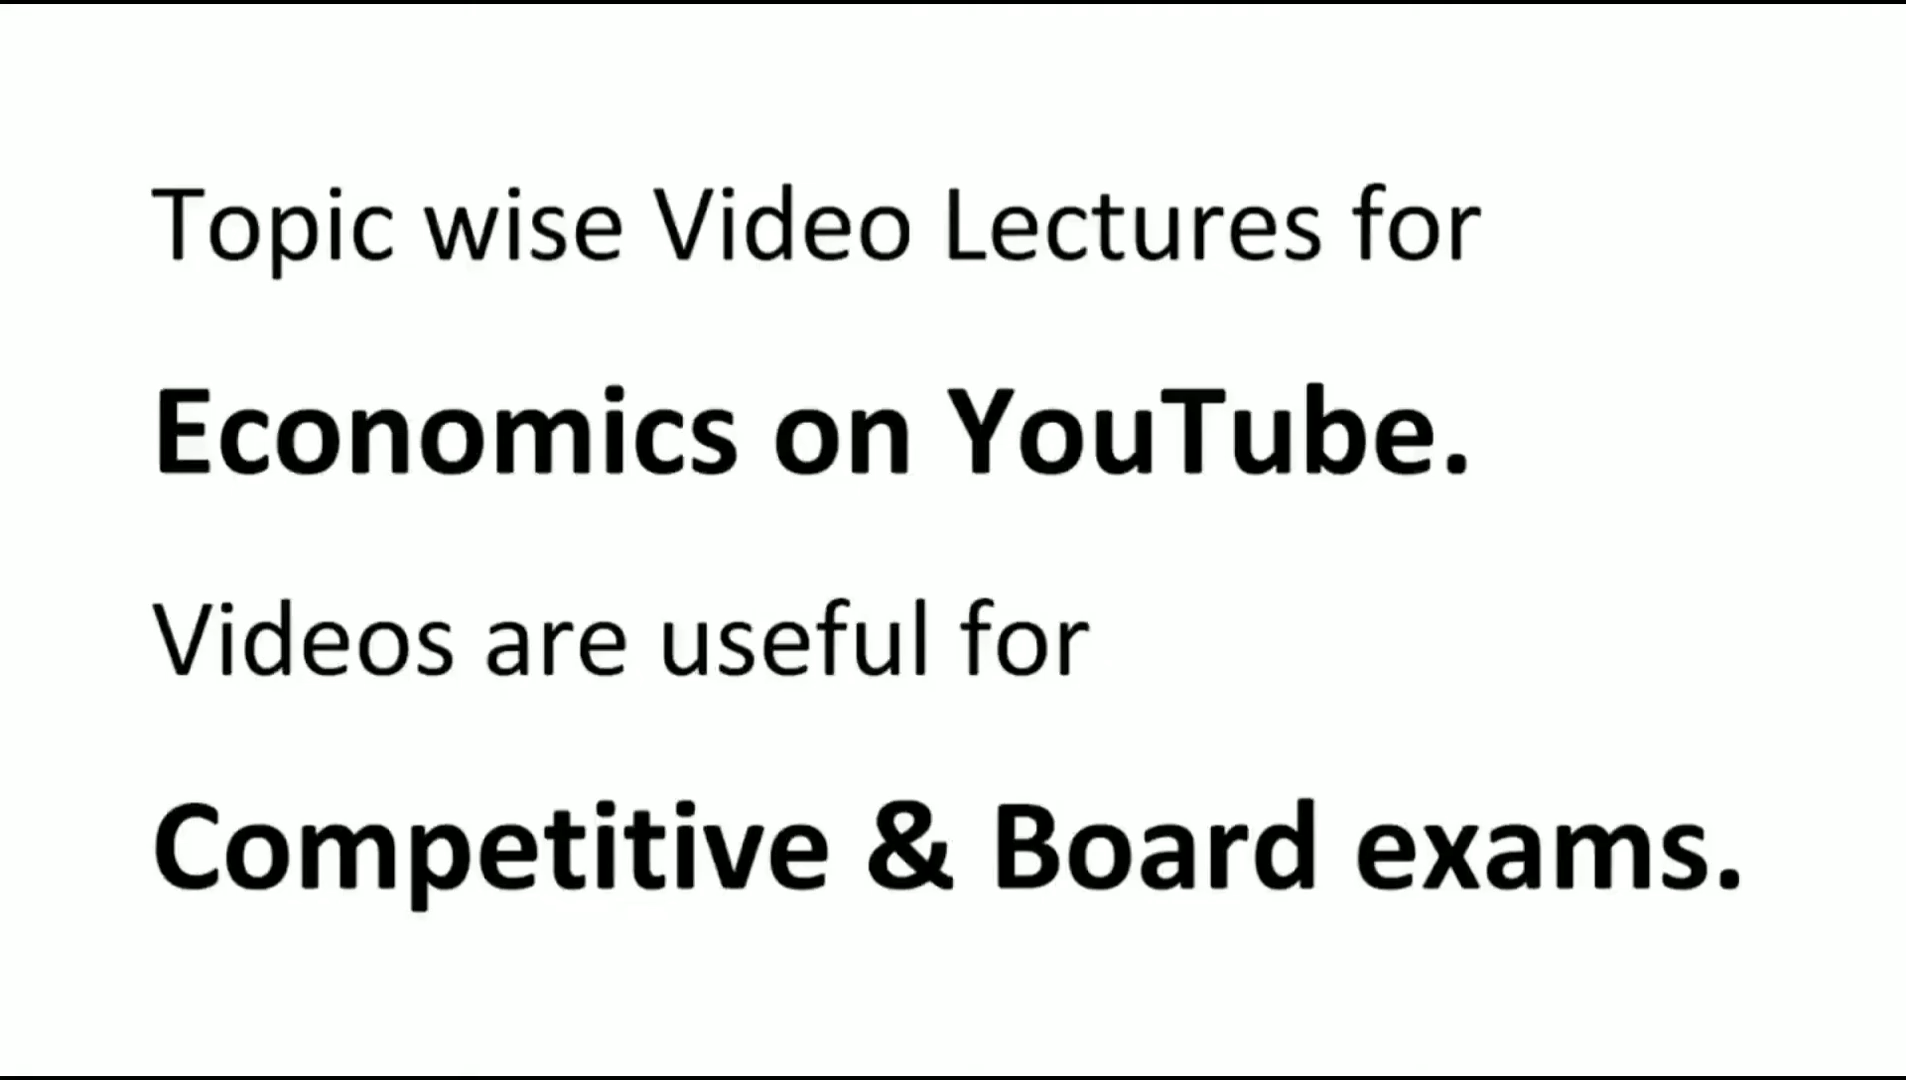 Topic wise Video Lectures for
Economics on YouTube.
Videos are useful for
Competitive & Board exams.